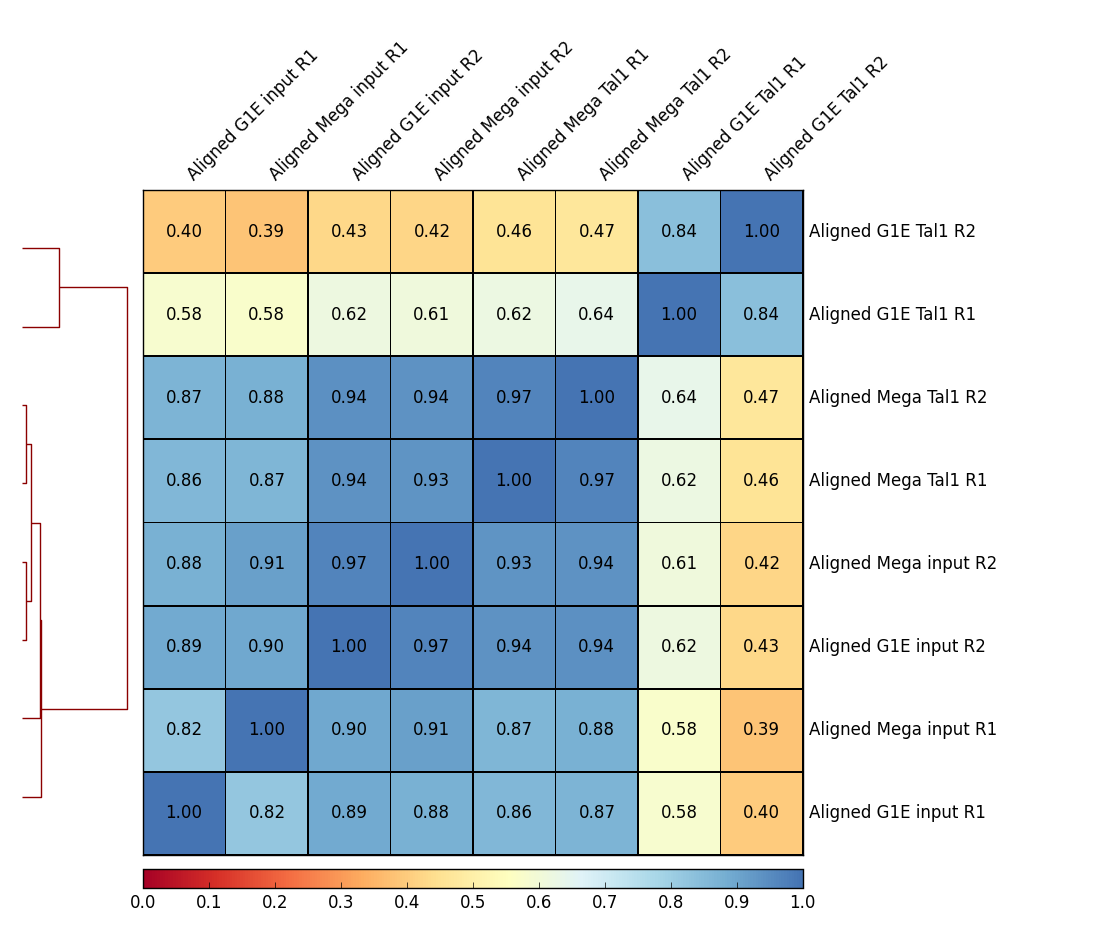 Aligned G1E input R1
Aligned Mega input R1
Aligned G1E input R2
Aligned Mega input R2
Aligned Mega Tal1 R1
Aligned Mega Tal1 R2
Aligned G1E Tal1 R1
Aligned G1E Tal1 R2
0.40 0.39 0.43 0.42 0.46 0.47 0.84 1.00 Aligned G1E Tal1 R2
0.58 0.58 0.62 0.61 0.62 0.64 1.00 0.84 Aligned G1E Tal1 R1
0.87 0.88 0.94 0.94 0.97 1.00 0.64 0.47 Aligned Mega Tal1 R2
0.86 0.87 0.94 0.93 1.00 0.97 0.62 0.46 Aligned Mega Tal1 R1
0.88 0.91 0.97 1.00 0.93 0.94 0.61 0.42 Aligned Mega input R2
0.89 0.90 1.00 0.97 0.94 0.94 0.62 0.43 Aligned G1E input R2
0.82 1.00 0.90 0.91 0.87 0.88 0.58 0.39 Aligned Mega input R1
1.00 0.82 0.89 0.88 0.86 0.87 0.58 0.40 Aligned G1E input R1
0.0 0.1 0.2 0.3 0.4 0.5 0.6 0.7 0.8 0.9 1.0